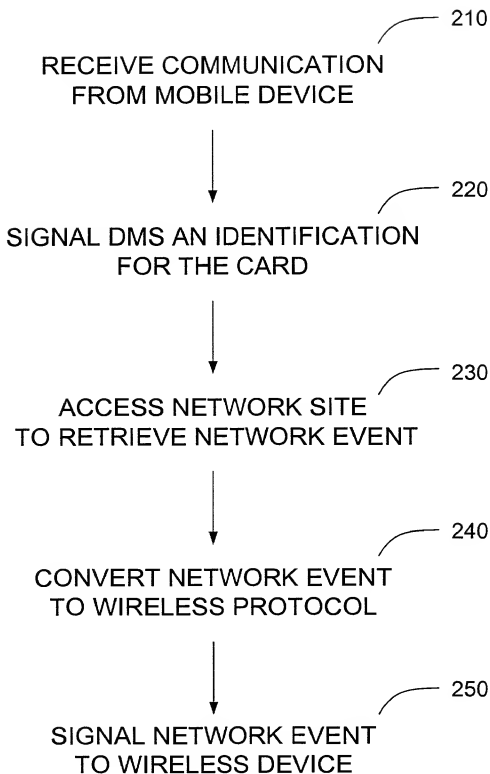 210
RECEIVE COMMUNICATION
FROM MOBILE DEVICE
220
SIGNAL DMS AN IDENTIFICATION
FOR THE CARD
230
ACCESS NETWORK SITE
TO RETRIEVE NETWORK EVENT
240
CONVERT NETWORK EVENT
TO WIRELESS PROTOCOL
250
SIGNAL NETWORK EVENT
TO WIRELESS DEVICE